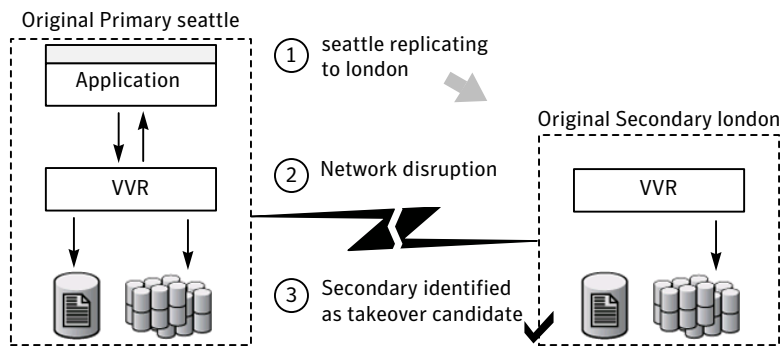 Original Primary seattle
Application
VVR
1
seattle replicating
to london
2
Network disruption
3
Secondary identified
as takeover candidate
Original Secondary london
VVR